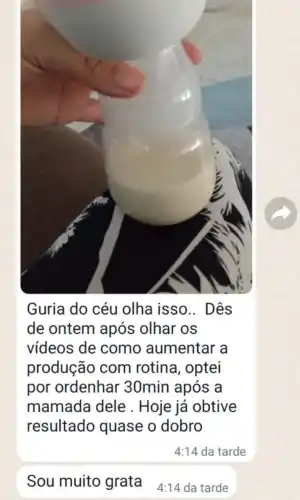 Guria do céu olha isso.. Dês
de ontem após olhar os
vídeos de como aumentar a
produção com rotina, optei
por ordenhar 30min após a
mamada dele . Hoje já obtive
resultado quase o dobro
4:14 da tarde
Sou muito grata 4:14 da tarde